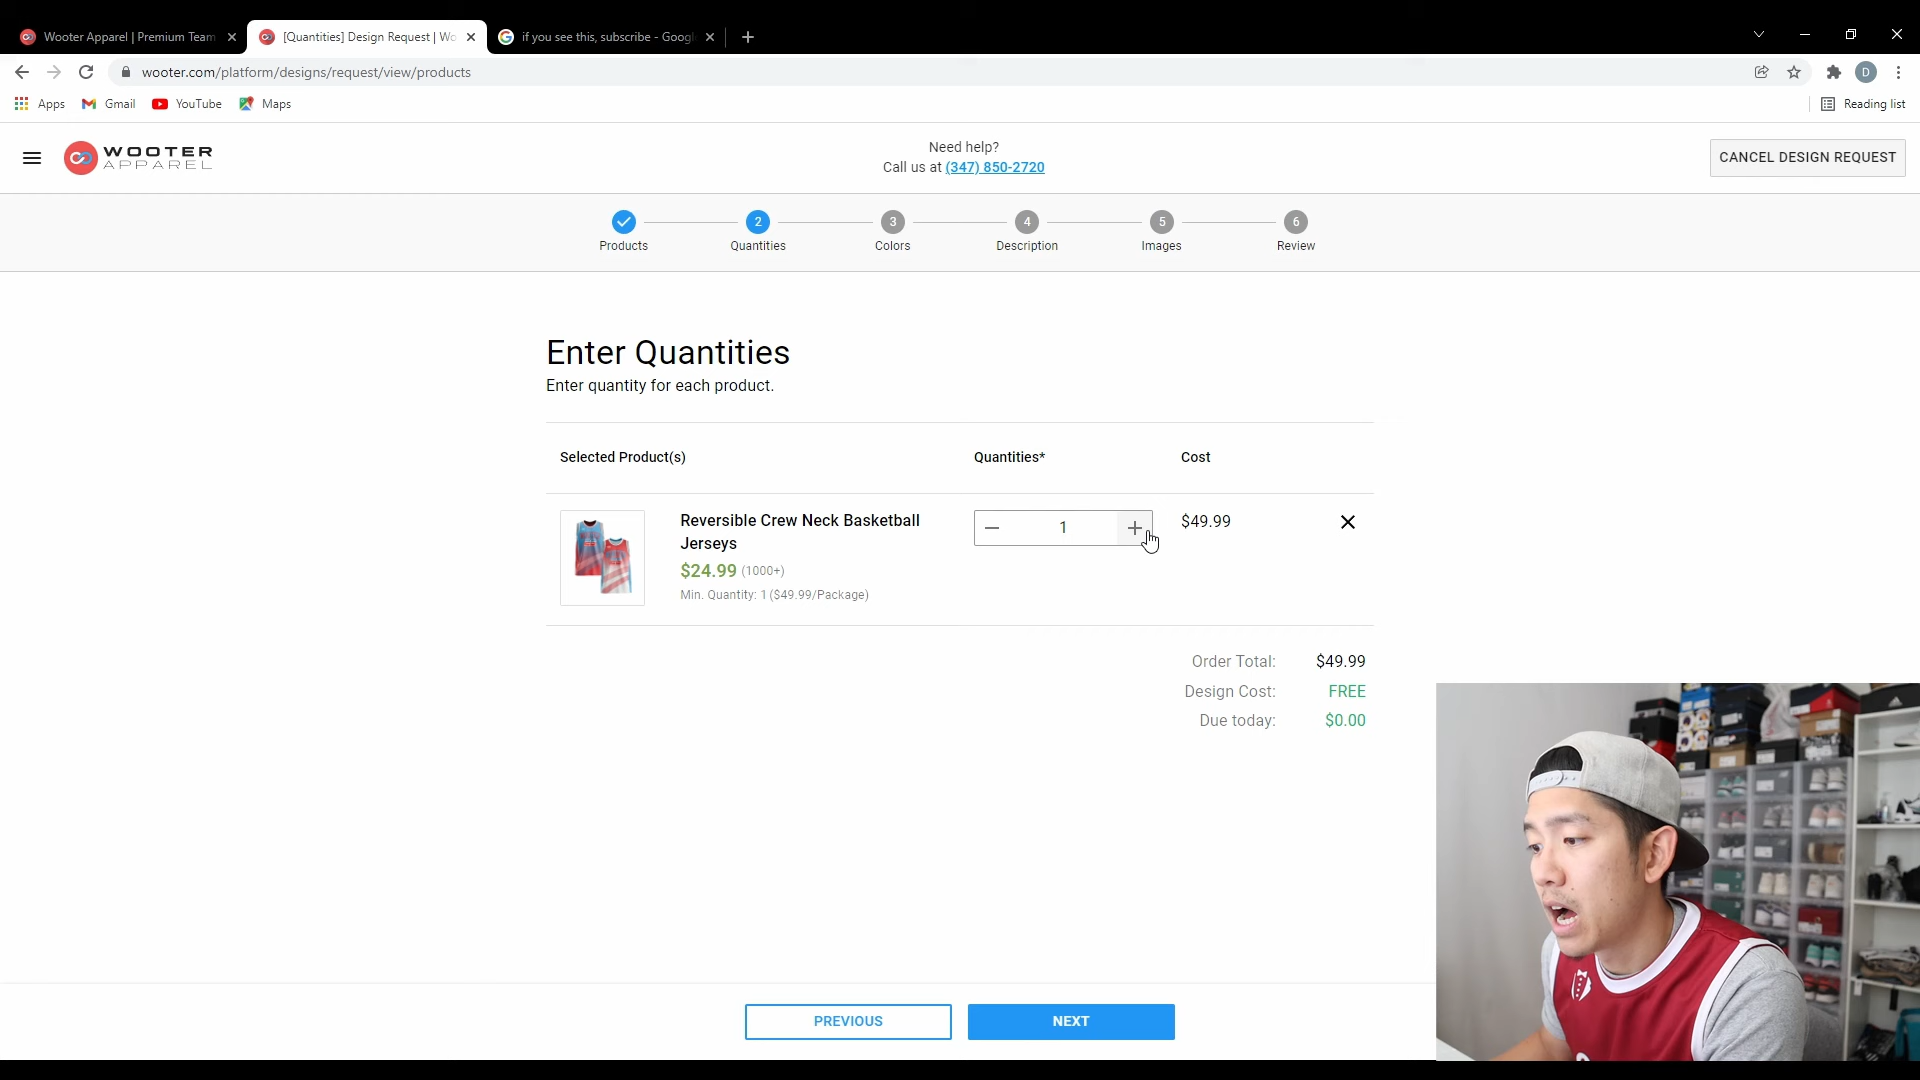 Wooter Apparel | Premium Team
[Quantities] Design Request | Wo
if you see this, subscribe - Googl
wooter.com/platform/designs/request/view/products
D
Apps
Gmail
YouTube
Maps
Reading list
WOOTER
APPAREL
Need help?
Call us at (347) 850-2720
CANCEL DESIGN REQUEST
2
3
4
5
6
Products
Quantities
Colors
Description
Images
Review
Enter Quantities
Enter quantity for each product.
Selected Product(s)
Quantities*
Cost
Reversible Crew Neck Basketball
Jerseys
$24.99 (1000+)
Min. Quantity: 1 ($49.99/Package)
1
$49.99
Order Total: $49.99
Design Cost: FREE
Due today: $0.00
PREVIOUS
NEXT